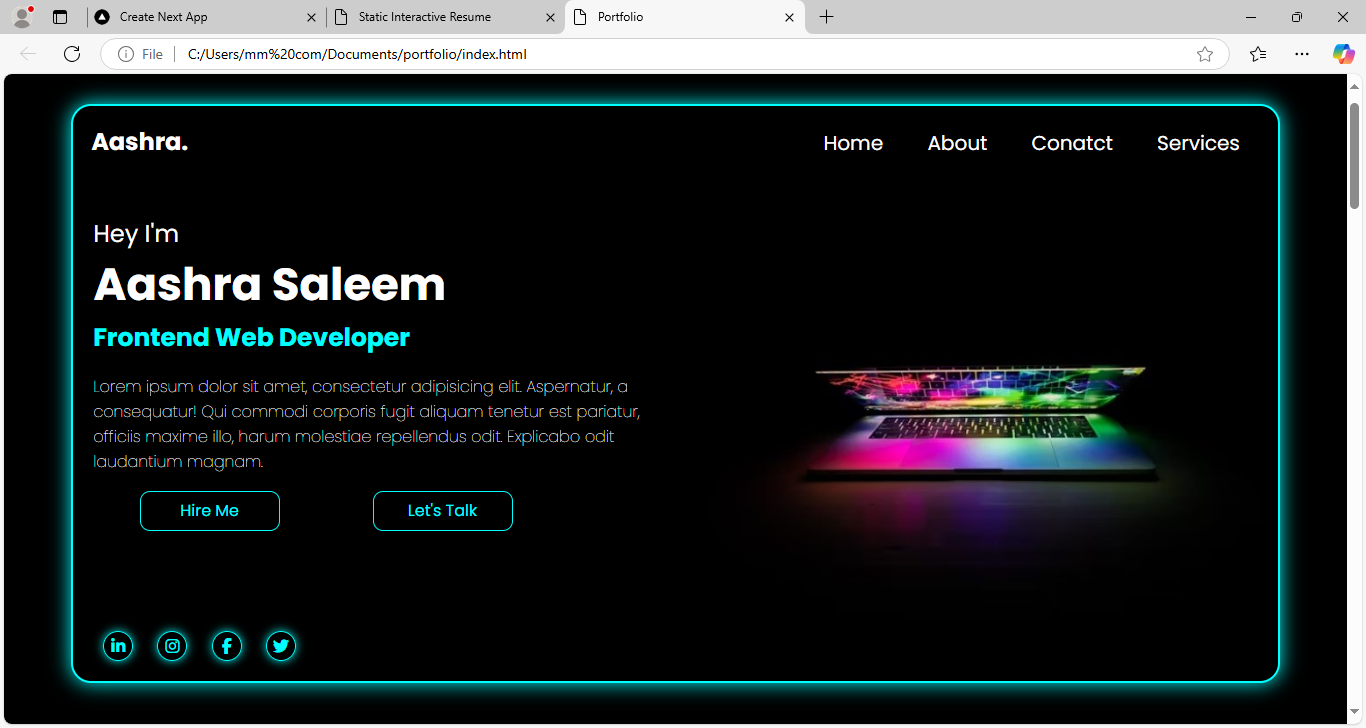 Create Next App
Static Interactive Resume
Portfolio
File
C:/Users/mm%20com/Documents/portfolio/index.html
Aashra.
Home About Conatct Services
Hey I'm
Aashra Saleem
Frontend Web Developer
Lorem ipsum dolor sit amet, consectetur adipisicing elit. Aspernatur, a
consequatur! Qui commodi corporis fugit aliquam tenetur est pariatur,
officiis maxime illo, harum molestiae repellendus odit. Explicabo odit
laudantium magnam.
Hire Me Let's Talk